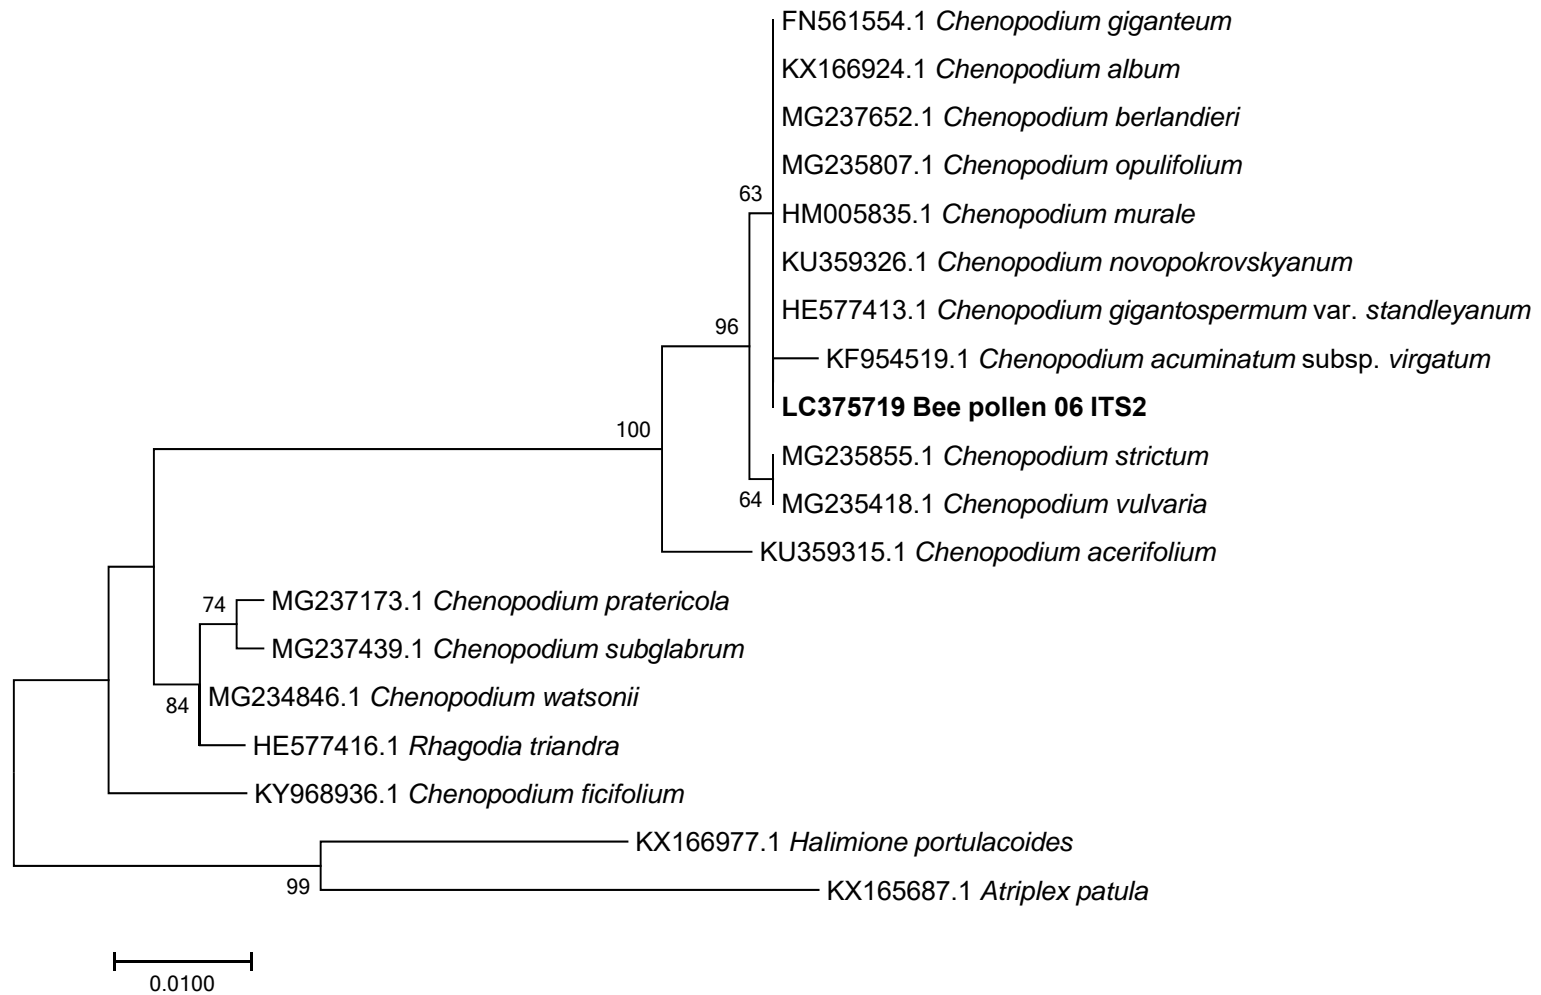 FN561554.1 Chenopodium giganteum
KX166924.1 Chenopodium album
MG237652.1 Chenopodium berlandieri
MG235807.1 Chenopodium opulifolium
63
HM005835.1 Chenopodium murale
KU359326.1 Chenopodium novopokrovskyanum
HE577413.1 Chenopodium gigantospermum var. standleyanum
96
KF954519.1 Chenopodium acuminatum subsp. virgatum
LC375719 Bee pollen 06 ITS2
100
MG235855.1 Chenopodium strictum
64
MG235418.1 Chenopodium vulvaria
KU359315.1 Chenopodium acerifolium
74
MG237173.1 Chenopodium pratericola
MG237439.1 Chenopodium subglabrum
84
MG234846.1 Chenopodium watsonii
HE577416.1 Rhagodia triandra
KY968936.1 Chenopodium ficifolium
KX166977.1 Halimione portulacoides
99
KX165687.1 Atriplex patula
0.0100